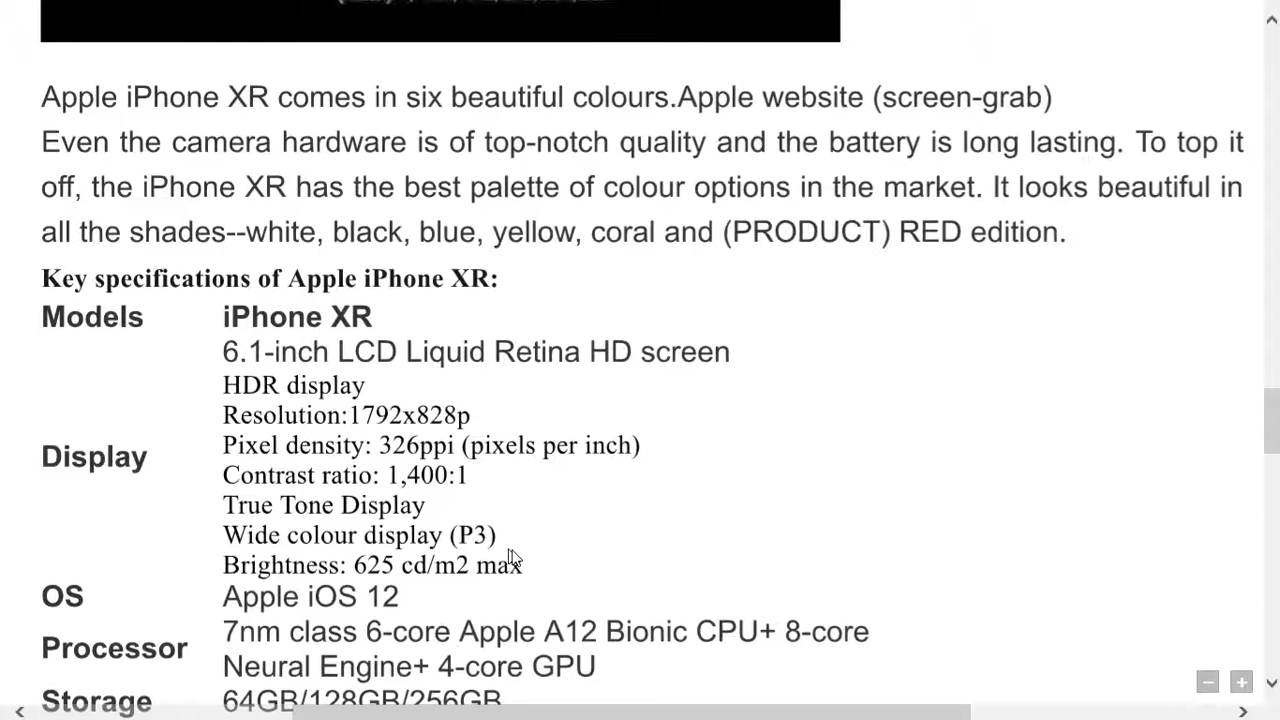 Apple iPhone XR comes in six beautiful colours.Apple website (screen-grab)
Even the camera hardware is of top-notch quality and the battery is long lasting. To top it
off, the iPhone XR has the best palette of colour options in the market. It looks beautiful in
all the shades--white, black, blue, yellow, coral and (PRODUCT) RED edition.
Key specifications of Apple iPhone XR:
Models iPhone XR
6.1-inch LCD Liquid Retina HD screen
HDR display
Resolution:1792x828p
Pixel density: 326ppi (pixels per inch)
Display
Contrast ratio: 1,400:1
True Tone Display
Wide colour display (P3)
Brightness: 625 cd/m2 max
OS Apple iOS 12
Processor
7nm class 6-core Apple A12 Bionic CPU+ 8-core
Neural Engine+ 4-core GPU
Storage 64GB/128GB/256GB